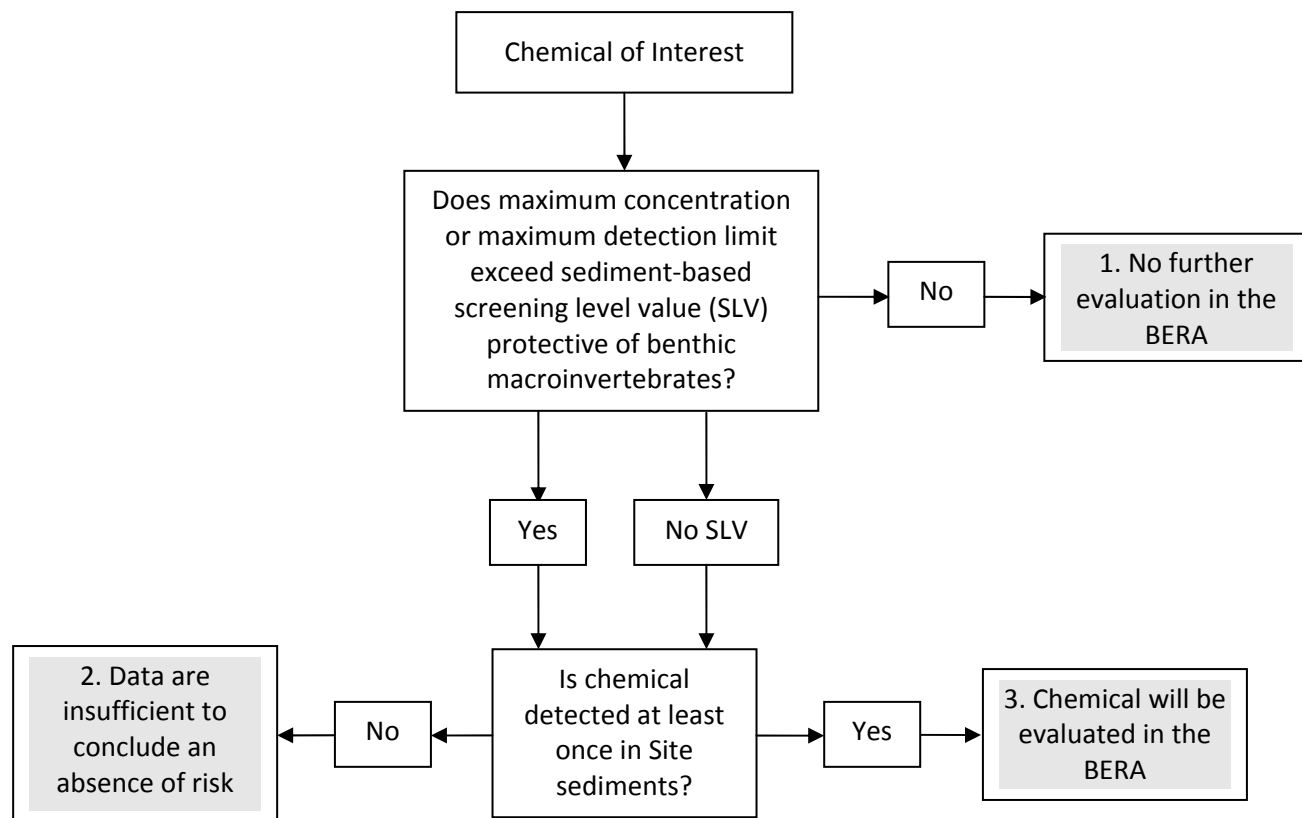 Chemical of Interest
Does maximum concentration
or maximum detection limit
exceed sediment-based
screening level value (SLV)
protective of benthic
macroinvertebrates?
No
1. No further
evaluation in the
BERA
Yes
No SLV
2. Data are
insufficient to
conclude an
absence of risk
No
Is chemical
detected at least
once in Site
sediments?
Yes
3. Chemical will be
evaluated in the
BERA